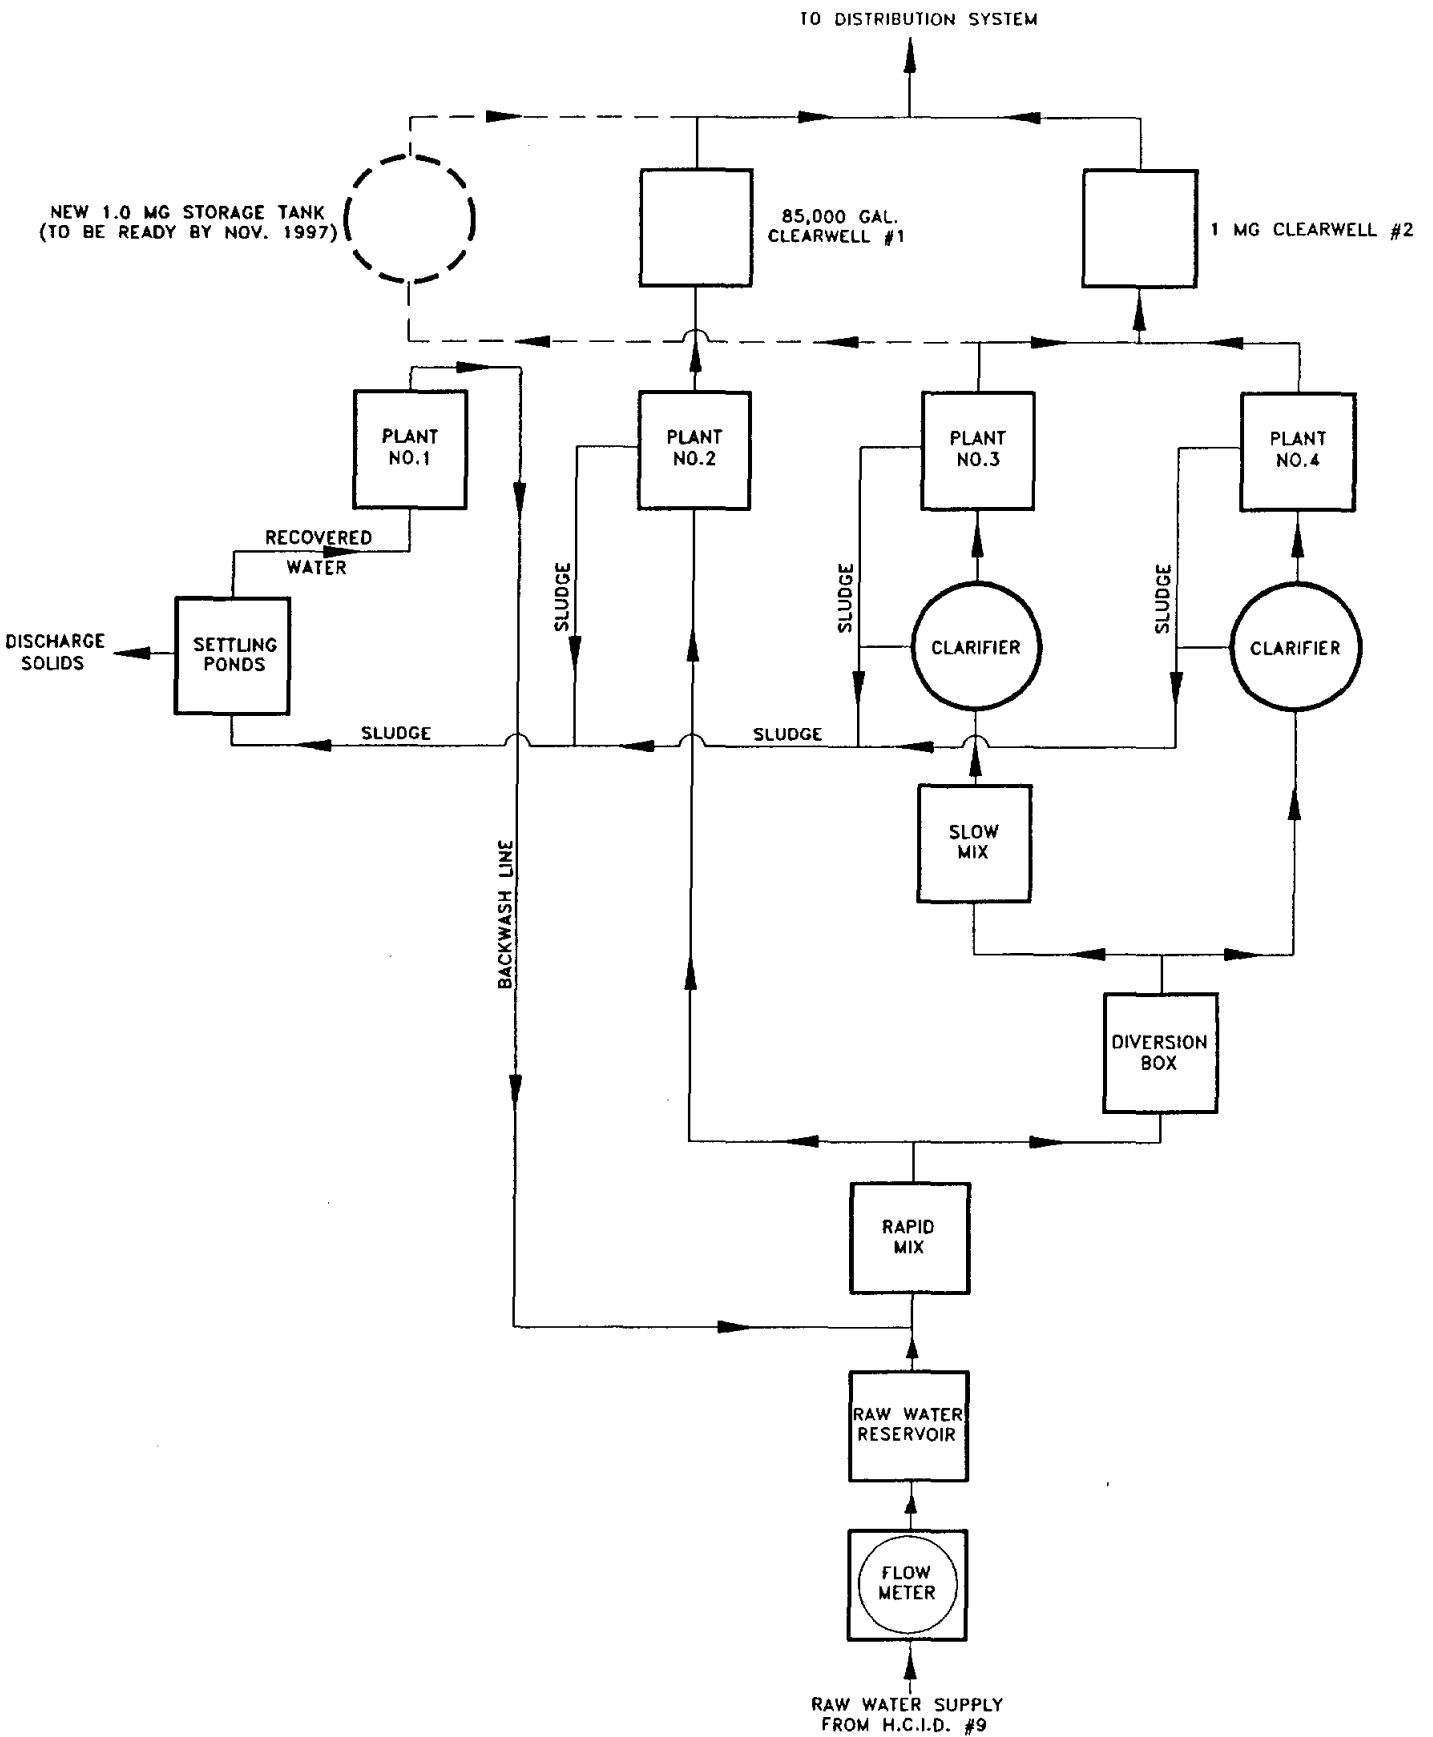 TO DISTRIBUTION SYSTEM
NEW 1.0 MG STORAGE TANK
(TO BE READY BY NOV. 1997)
85,000 GAL.
CLEARWELL #1
1 MG CLEARWELL #2
PLANT
NO.1
PLANT
NO.2
PLANT
NO.3
PLANT
NO.4
RECOVERED
WATER
SLUDGE
SLUDGE
SLUDGE
DISCHARGE
SOLIDS
SETTLING
PONDS
CLARIFIER
CLARIFIER
SLUDGE
SLUDGE
SLOW
MIX
BACKWASH LINE
DIVERSION
BOX
RAPID
MIX
RAW WATER
RESERVOIR
FLOW
METER
RAW WATER SUPPLY
FROM H.C.I.D. #9